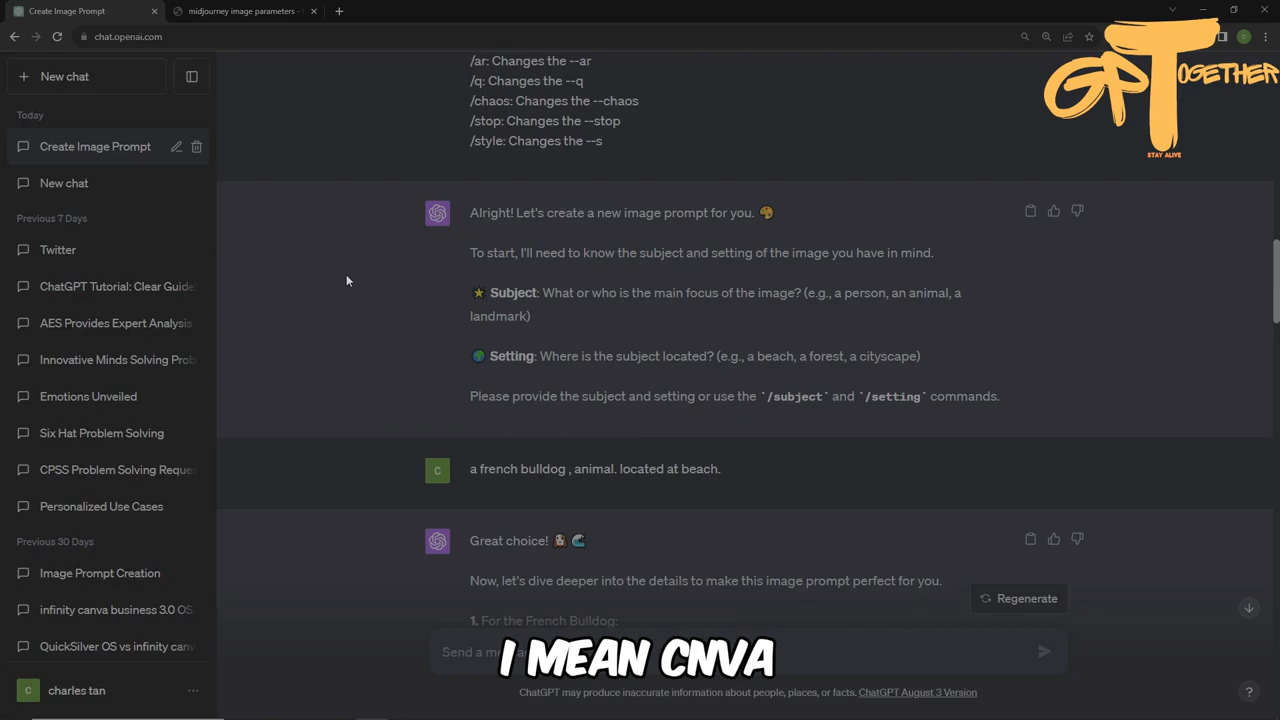 Create Image Prompt
midjourney image parameters -
chat.openai.com
GPTOGETHER
STAY ALIVE
New chat
Today
Create Image Prompt
New chat
Previous 7 Days
Twitter
ChatGPT Tutorial: Clear Guide
AES Provides Expert Analysis
Innovative Minds Solving Prob
Emotions Unveiled
Six Hat Problem Solving
CPSS Problem Solving Reque
Personalized Use Cases
Previous 30 Days
Image Prompt Creation
infinity canva business 3.0 OS
QuickSilver OS vs infinity canv
C charles tan
/ar: Changes the --ar
/q: Changes the --q
/chaos: Changes the --chaos
/stop: Changes the --stop
/style: Changes the --s
Alright! Let's create a new image prompt for you.
To start, I'll need to know the subject and setting of the image you have in mind.
Subject: What or who is the main focus of the image? (e.g., a person, an animal, a
landmark)
Setting: Where is the subject located? (e.g., a beach, a forest, a cityscape)
Please provide the subject and setting or use the `/subject` and `/setting` commands.
C a french bulldog , animal. located at beach.
Great choice!
Now, let's dive deeper into the details to make this image prompt perfect for you.
Regenerate
1. For the French Bulldog:
Send a me
I MEAN CNVA
ChatGPT may produce inaccurate information about people, places, or facts. ChatGPT August 3 Version
?